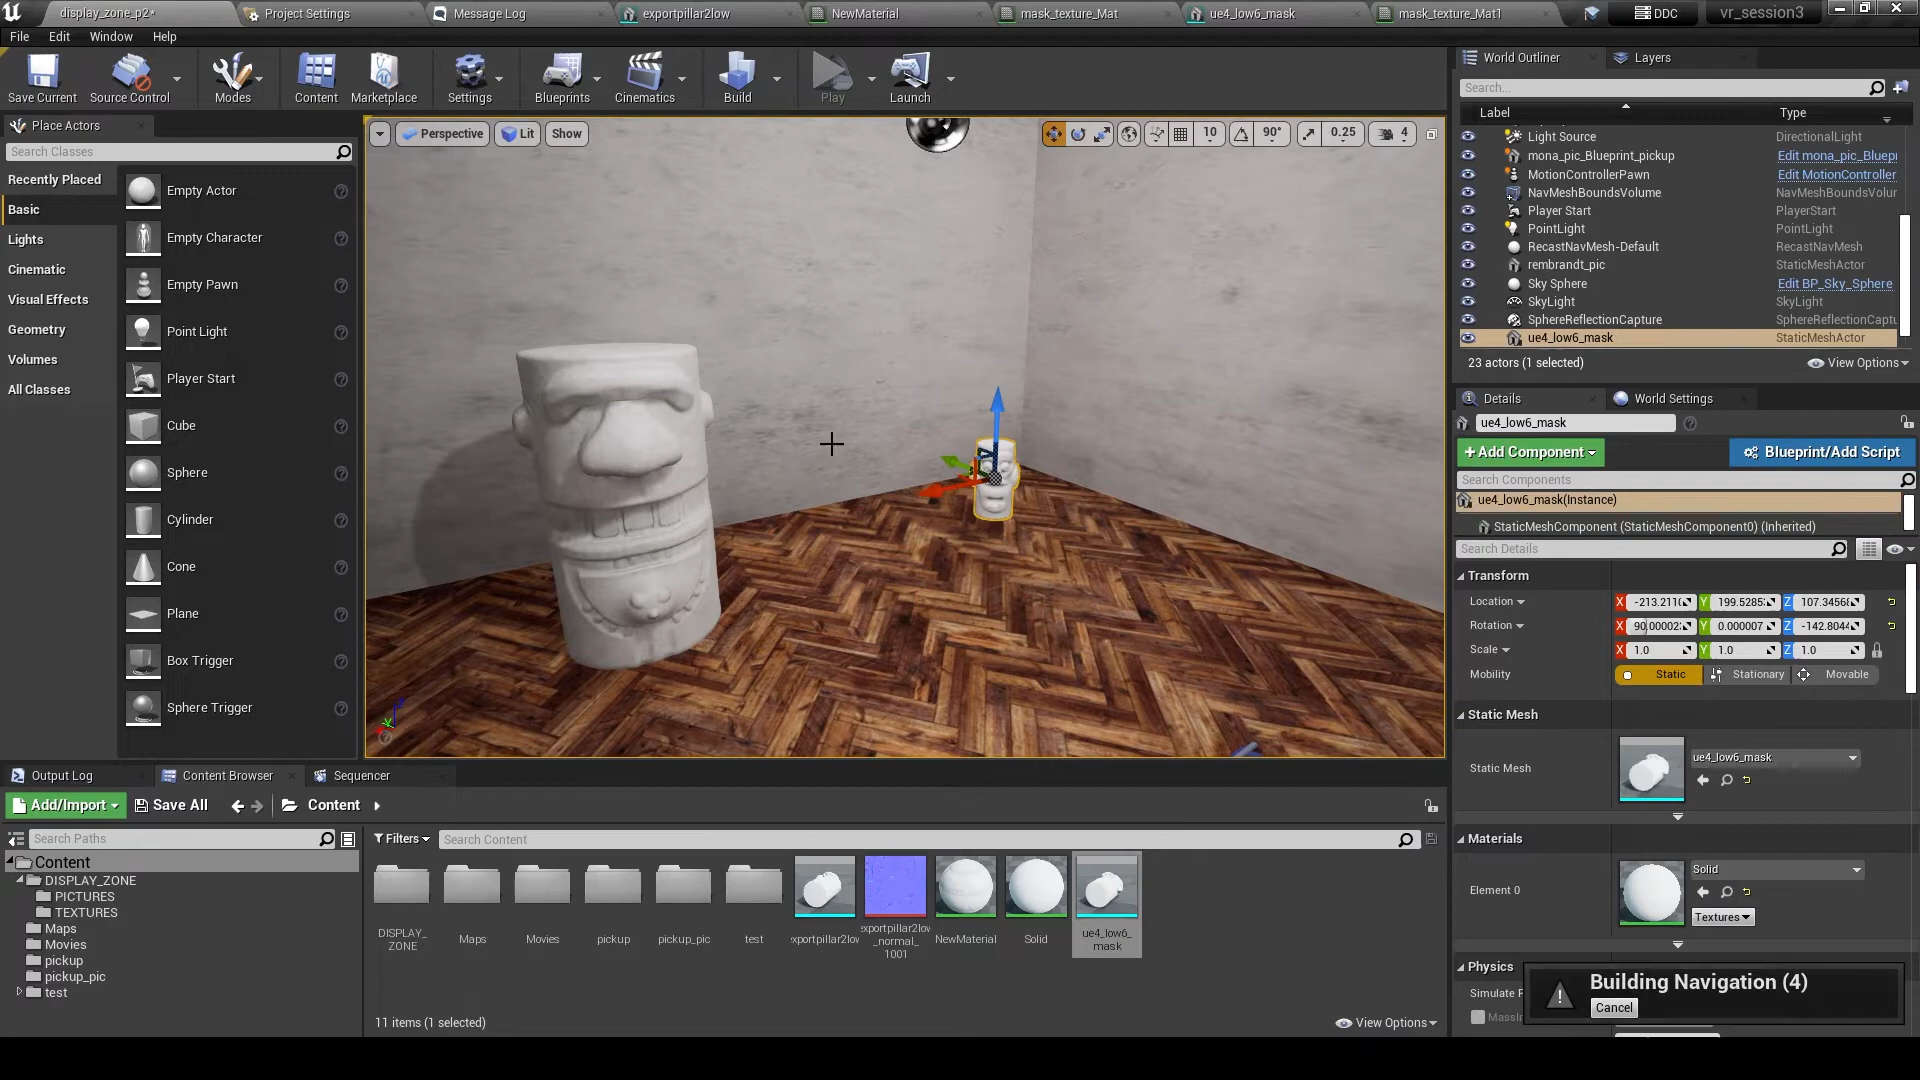 display_zone_p2*
Project Settings
Message Log
exportpillar2low
NewMaterial
mask_texture_Mat
ue4_low6_mask
mask_texture_Mat1
DDC
vr_session3
File
Edit
Window
Help
Save Current
Source Control
Modes
Content
Marketplace
Settings
Blueprints
Cinematics
Build
Play
Launch
Place Actors
Search Classes
Recently Placed
Basic
Lights
Cinematic
Visual Effects
Geometry
Volumes
All Classes
Empty Actor
Empty Character
Empty Pawn
Point Light
Player Start
Cube
Sphere
Cylinder
Cone
Plane
Box Trigger
Sphere Trigger
Perspective
Lit
Show
10
90°
0.25
4
World Outliner
Layers
Search...
Label
Type
Light Source
DirectionalLight
mona_pic_Blueprint_pickup
Edit mona_pic_Bluepr
MotionControllerPawn
Edit MotionController
NavMeshBoundsVolume
NavMeshBoundsVolur
Player Start
PlayerStart
PointLight
PointLight
RecastNavMesh-Default
RecastNavMesh
rembrandt_pic
StaticMeshActor
Sky Sphere
Edit BP_Sky_Sphere
SkyLight
SkyLight
SphereReflectionCapture
SphereReflectionCaptu
ue4_low6_mask
StaticMeshActor
23 actors (1 selected)
View Options
Details
World Settings
ue4_low6_mask
+Add Component
Blueprint/Add Script
Search Components
ue4_low6_mask(Instance)
StaticMeshComponent (StaticMeshComponent0) (Inherited)
Search Details
Transform
Location
X -213.211
Y 199.5285
Z 107.3456
Rotation
X 90.00002
Y 0.000007
Z -142.8044
Scale
X 1.0
Y 1.0
Z 1.0
Mobility
Static
Stationary
Movable
Static Mesh
Static Mesh
ue4_low6_mask
Materials
Element 0
Solid
Textures
Physics
Simulate P
Building Navigation (4)
Cancel
Output Log
Content Browser
Sequencer
Add/Import
Save All
Content
Search Paths
Content
DISPLAY_ZONE
PICTURES
TEXTURES
Maps
Movies
pickup
pickup_pic
test
Filters
Search Content
DISPLAY_
ZONE
Maps
Movies
pickup
pickup_pic
test
exportpillar2low
exportpillar2low
_normal_
1001
NewMaterial
Solid
ue4_low6_
mask
11 items (1 selected)
View Options